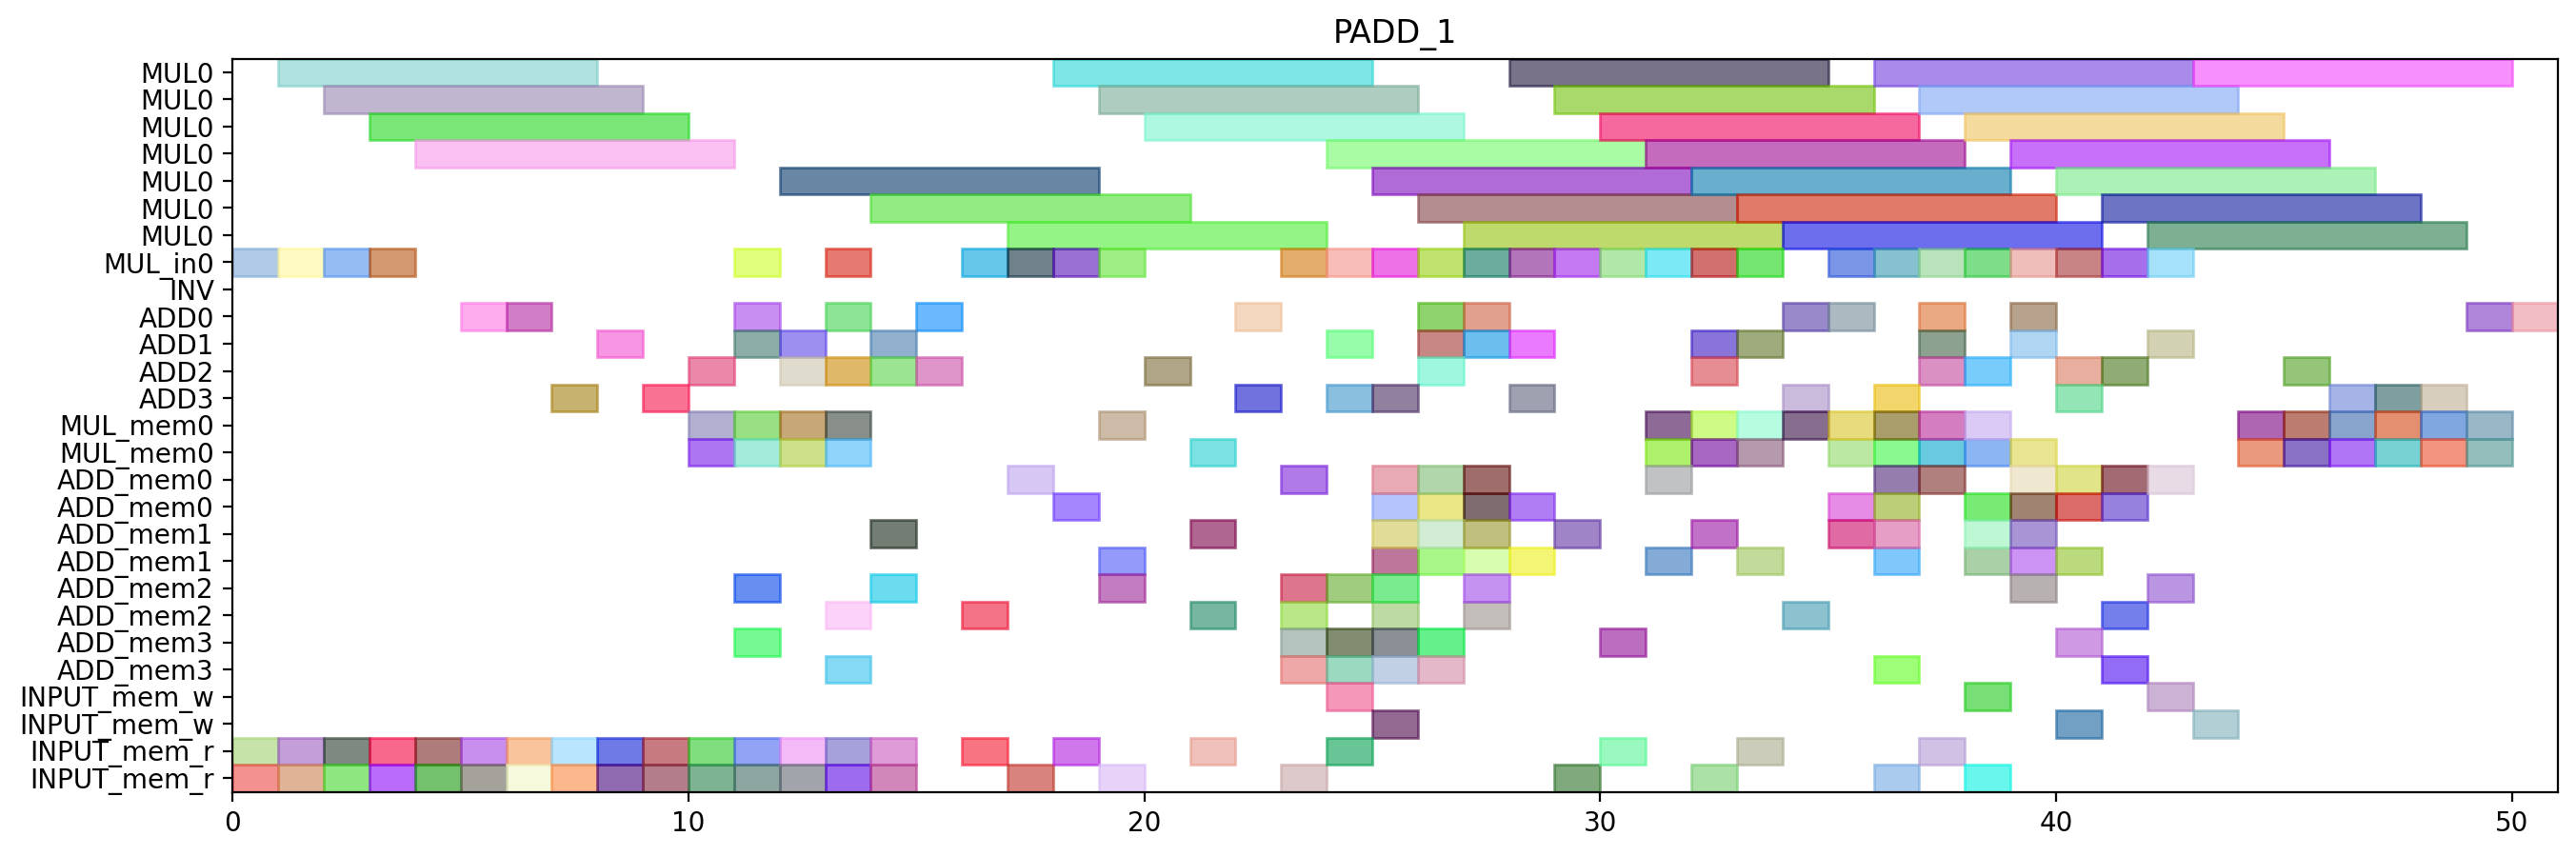 PADD_1
MUL0
MUL0
MUL0
MUL0
MUL0
MUL0
MUL0
MUL_in0
INV
ADD0
ADD1
ADD2
ADD3
MUL_mem0
MUL_mem0
ADD_mem0
ADD_mem0
ADD_mem1
ADD_mem1
ADD_mem2
ADD_mem2
ADD_mem3
ADD_mem3
INPUT_mem_w
INPUT_mem_w
INPUT_mem_r
INPUT_mem_r
0 10 20 30 40 50